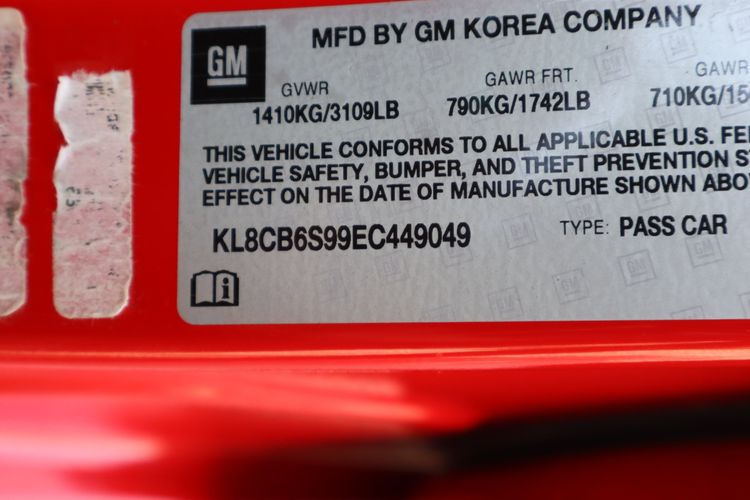 MFD BY GM KOREA COMPANY
GM
GVWR GAWR FRT. GAWR
1410KG/3109LB 790KG/1742LB 710KG/15
THIS VEHICLE CONFORMS TO ALL APPLICABLE U.S. FE
VEHICLE SAFETY, BUMPER, AND THEFT PREVENTION S
EFFECT ON THE DATE OF MANUFACTURE SHOWN ABO
KL8CB6S99EC449049 TYPE: PASS CAR